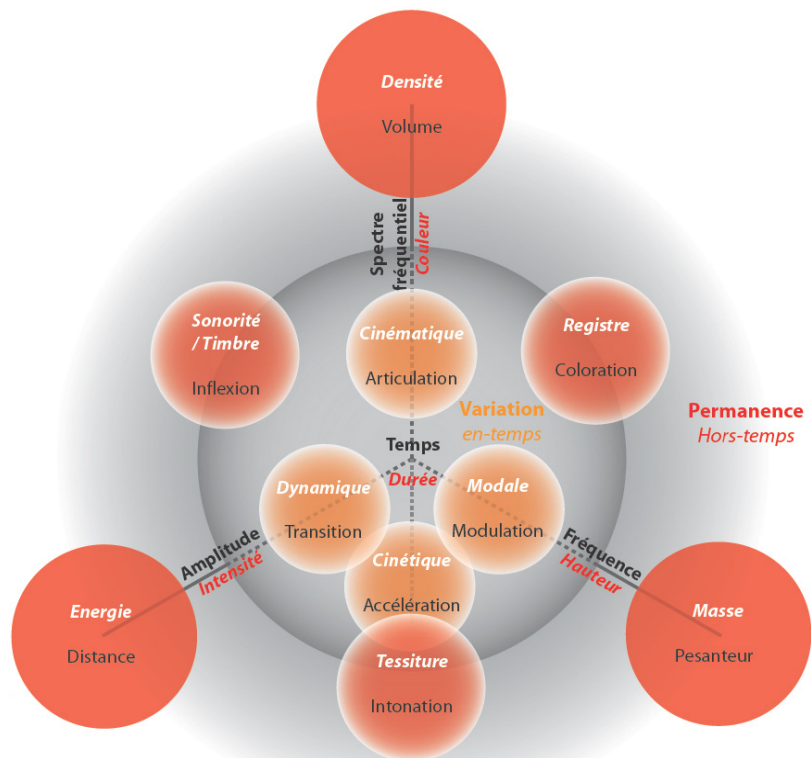 Densité
Volume
Spectre
fréquentiel
Couleur
Sonorité
/ Timbre
Inflexion
Cinématique
Articulation
Registre
Coloration
Variation
en-temps
Permanence
Hors-temps
Temps
Durée
Dynamique
Transition
Modale
Modulation
Amplitude
Intensité
Fréquence
Hauteur
Cinétique
Accélération
Energie
Distance
Masse
Pesanteur
Tessiture
Intonation